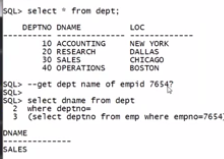 SQL> select * from dept;
DEPTNO DNAME LOC
10 ACCOUNTING NEW YORK
20 RESEARCH DALLAS
30 SALES CHICAGO
40 OPERATIONS BOSTON
SQL> --get dept name of empid 7654?
SQL>
SQL> select dname from dept
2 where deptno=
3 (select deptno from emp where empno=7654)
DNAME
SALES